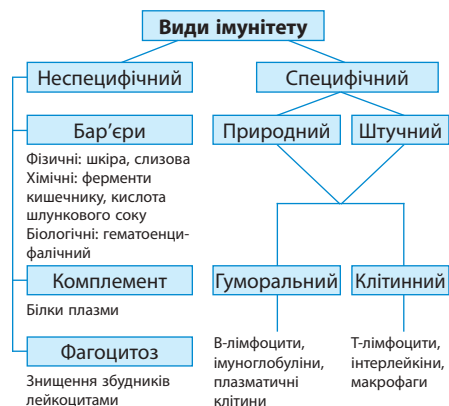 Види імунітету
Неспецифічний
Специфічний
Бар’єри
Фізичні: шкіра, слизова
Хімічні: ферменти
кишечнику, кислота
шлункового соку
Біологічні: гематоенци-
фалічний
Природний
Штучний
Комплемент
Білки плазми
Гуморальний
Клітинний
Фагоцитоз
Знищення збудників
лейкоцитами
В-лімфоцити,
імуноглобуліни,
плазматичні
клітини
Т-лімфоцити,
інтерлейкіни,
макрофаги